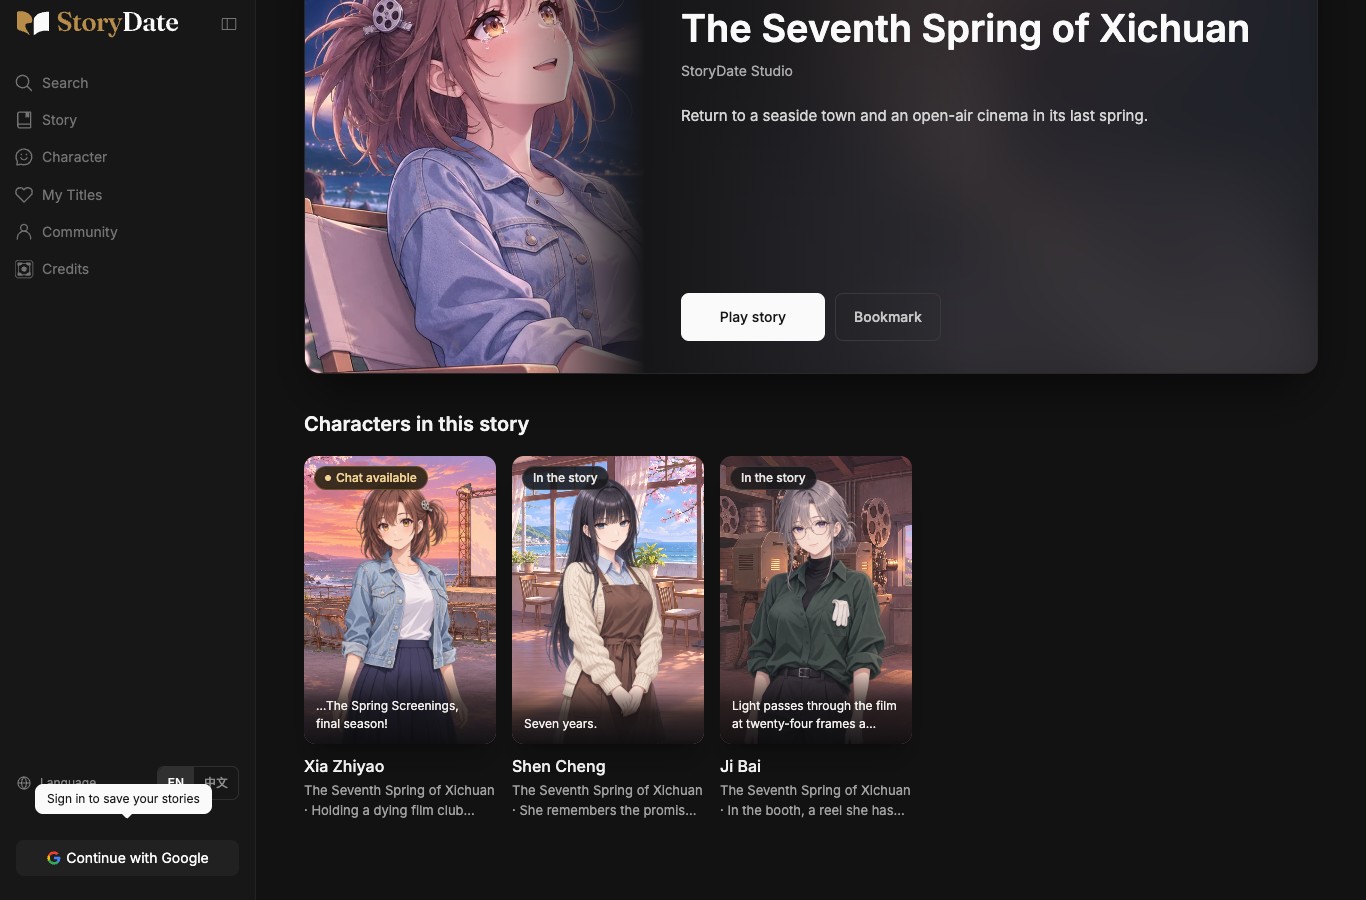 StoryDate
Search
Story
Character
My Titles
Community
Credits
Language
EN
中文
Sign in to save your stories
Continue with Google
The Seventh Spring of Xichuan
StoryDate Studio
Return to a seaside town and an open-air cinema in its last spring.
Play story
Bookmark
Characters in this story
Chat available
...The Spring Screenings,
final season!
Xia Zhiyao
The Seventh Spring of Xichuan
· Holding a dying film club...
In the story
Seven years.
Shen Cheng
The Seventh Spring of Xichuan
· She remembers the promis...
In the story
Light passes through the film
at twenty-four frames a...
Ji Bai
The Seventh Spring of Xichuan
· In the booth, a reel she has...